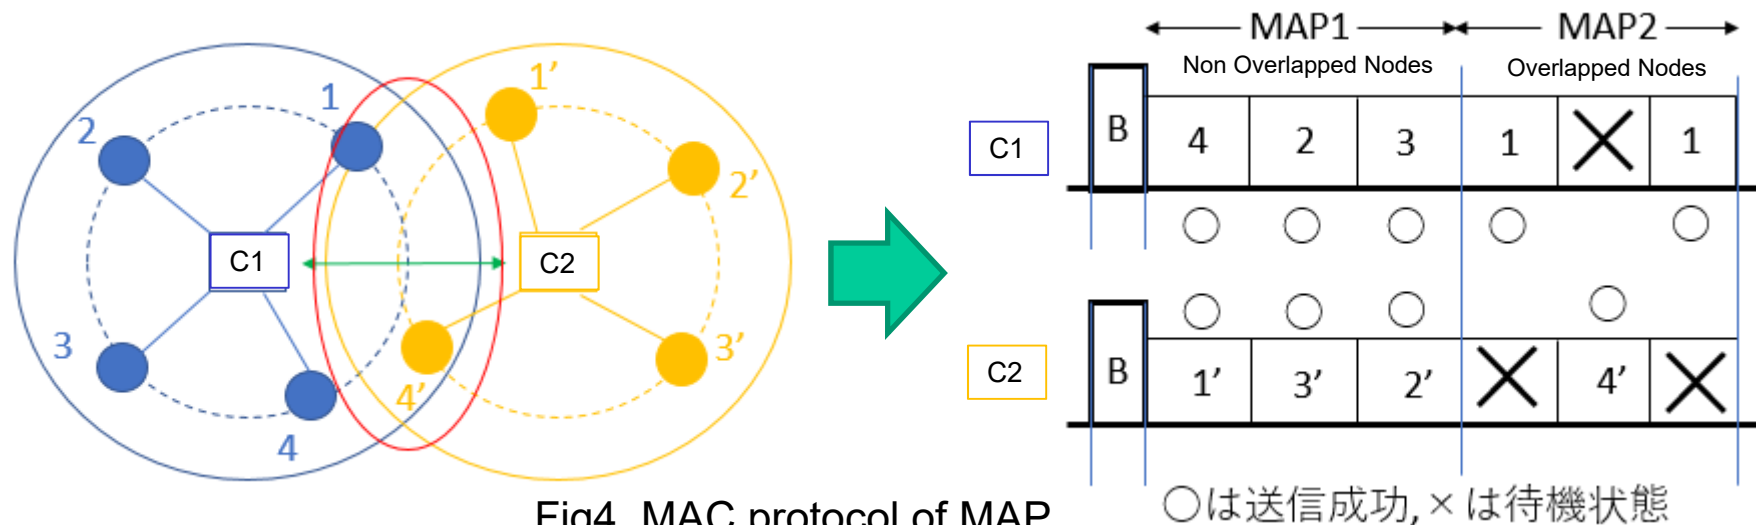 MAP1 MAP2
Non Overlapped Nodes Overlapped Nodes
1
2
3
4
C1
1'
2'
3'
4'
C2
C1 B 4 2 3 1 × 1
○ ○ ○ ○ ○
○ ○ ○ ○
C2 B 1' 3' 2' × 4' ×
Fig4 MAC protocol of MAP
○は送信成功,×は待機状態